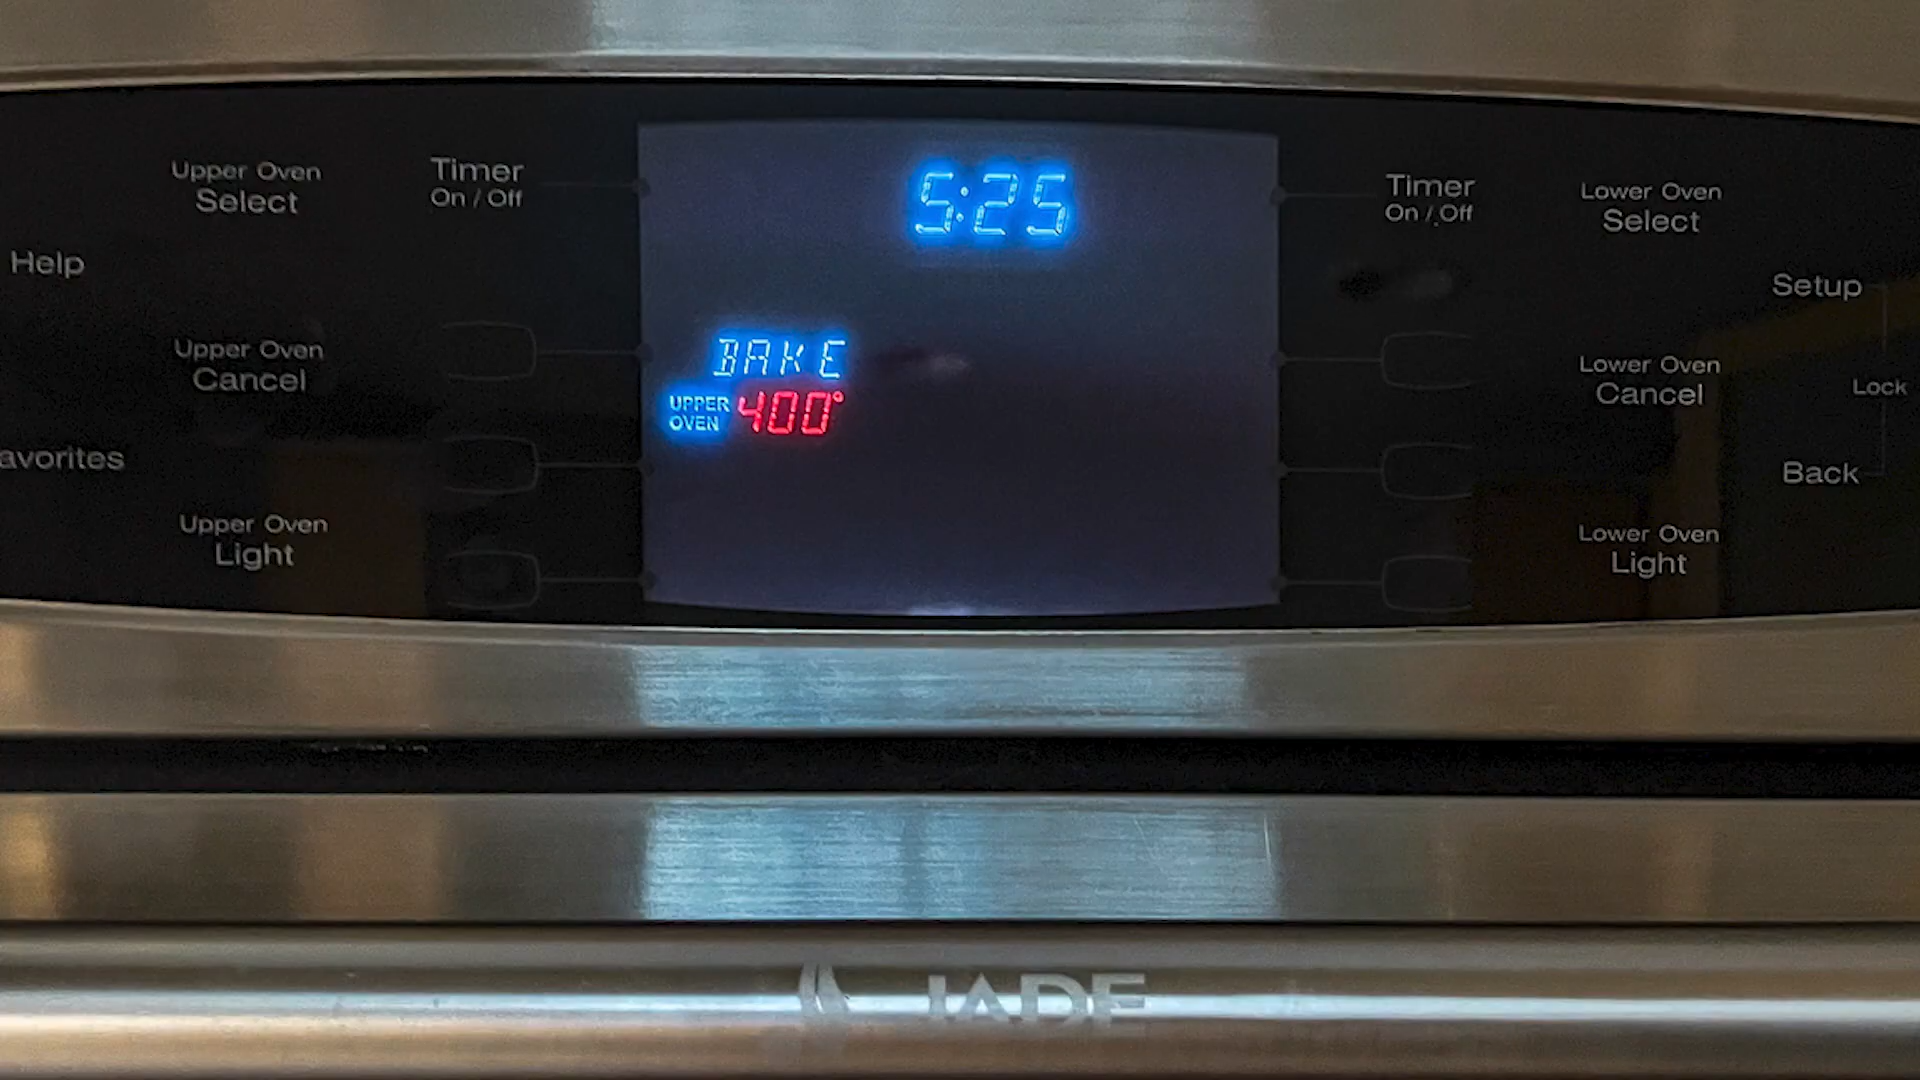 Upper Oven
Select
Timer
On / Off
5:25
Timer
On / Off
Lower Oven
Select
Help
Setup
Upper Oven
Cancel
BAKE
UPPER
OVEN
400°
Lower Oven
Cancel
Lock
avorites
Back
Upper Oven
Light
Lower Oven
Light
JADE